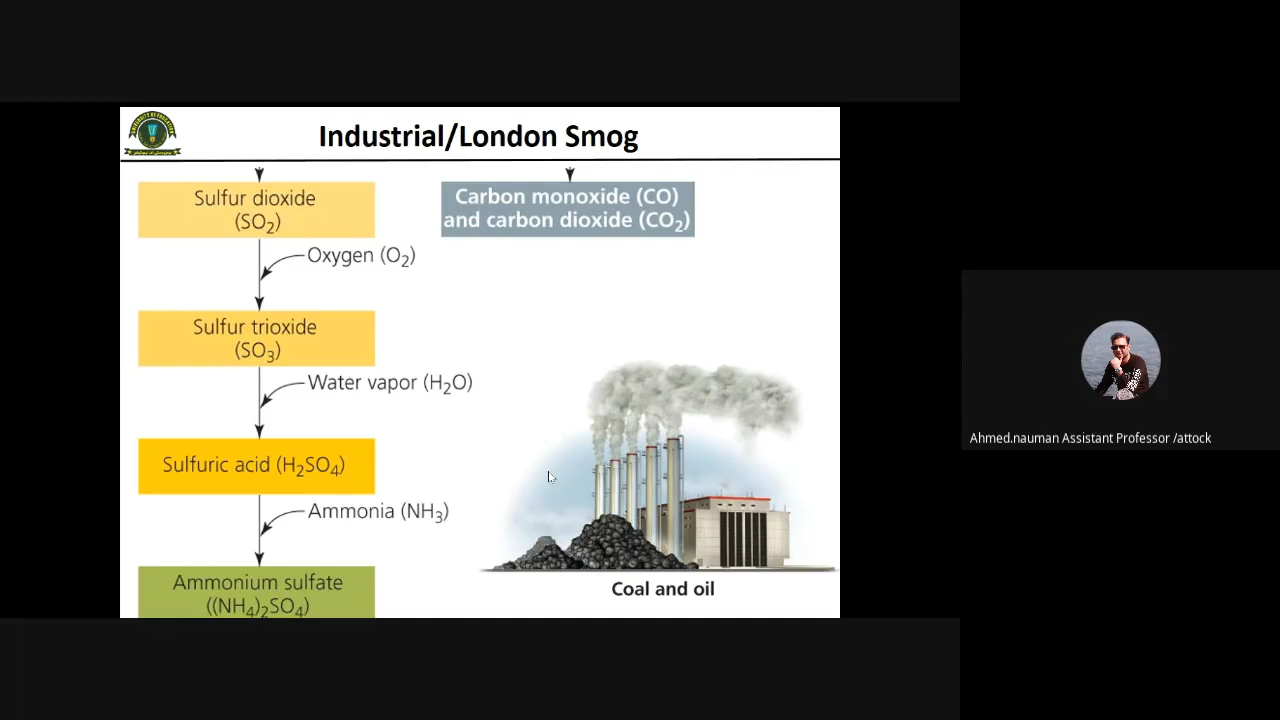 Industrial/London Smog
Sulfur dioxide
(SO₂)
Carbon monoxide (CO)
and carbon dioxide (CO₂)
Oxygen (O₂)
Sulfur trioxide
(SO₃)
Water vapor (H₂O)
Sulfuric acid (H₂SO₄)
Ammonia (NH₃)
Ammonium sulfate
((NH₄)₂SO₄)
Coal and oil
Ahmed.nauman Assistant Professor /attock